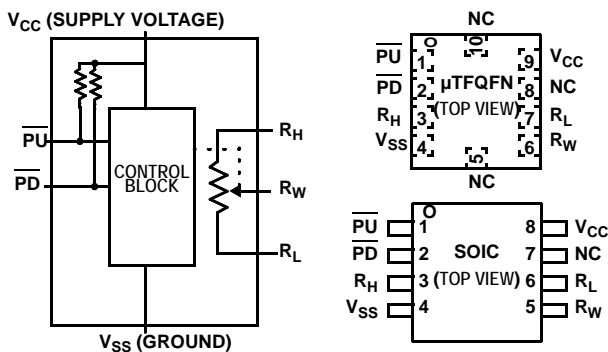 VCC (SUPPLY VOLTAGE)
PU
PD
CONTROL
BLOCK
RH
RW
RL
VSS (GROUND)
NC
PU
PD
RH
VSS
1
2
3
4
10
O
µTFQFN
(TOP VIEW)
5
9
8
7
6
VCC
NC
RL
RW
NC
PU
PD
RH
VSS
O
1
2
3
4
SOIC
(TOP VIEW)
8
7
6
5
VCC
NC
RL
RW